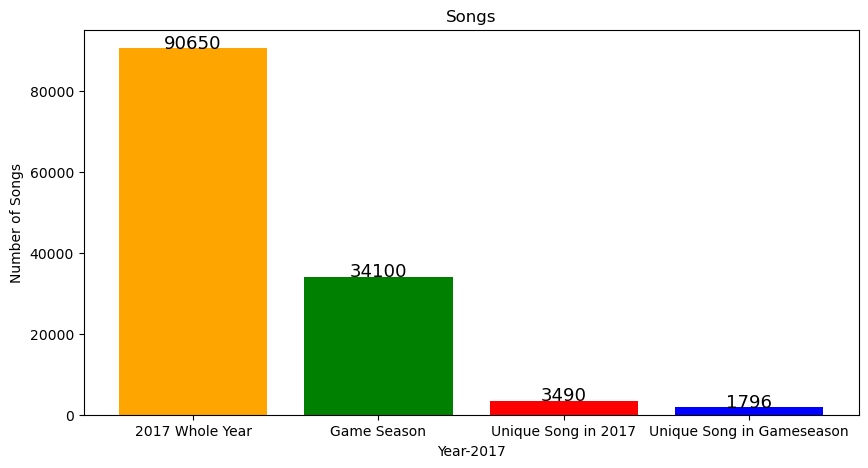 Songs
90650
34100
3490
1796
80000
60000
40000
20000
0
Number of Songs
2017 Whole Year
Game Season
Unique Song in 2017
Unique Song in Gameseason
Year-2017